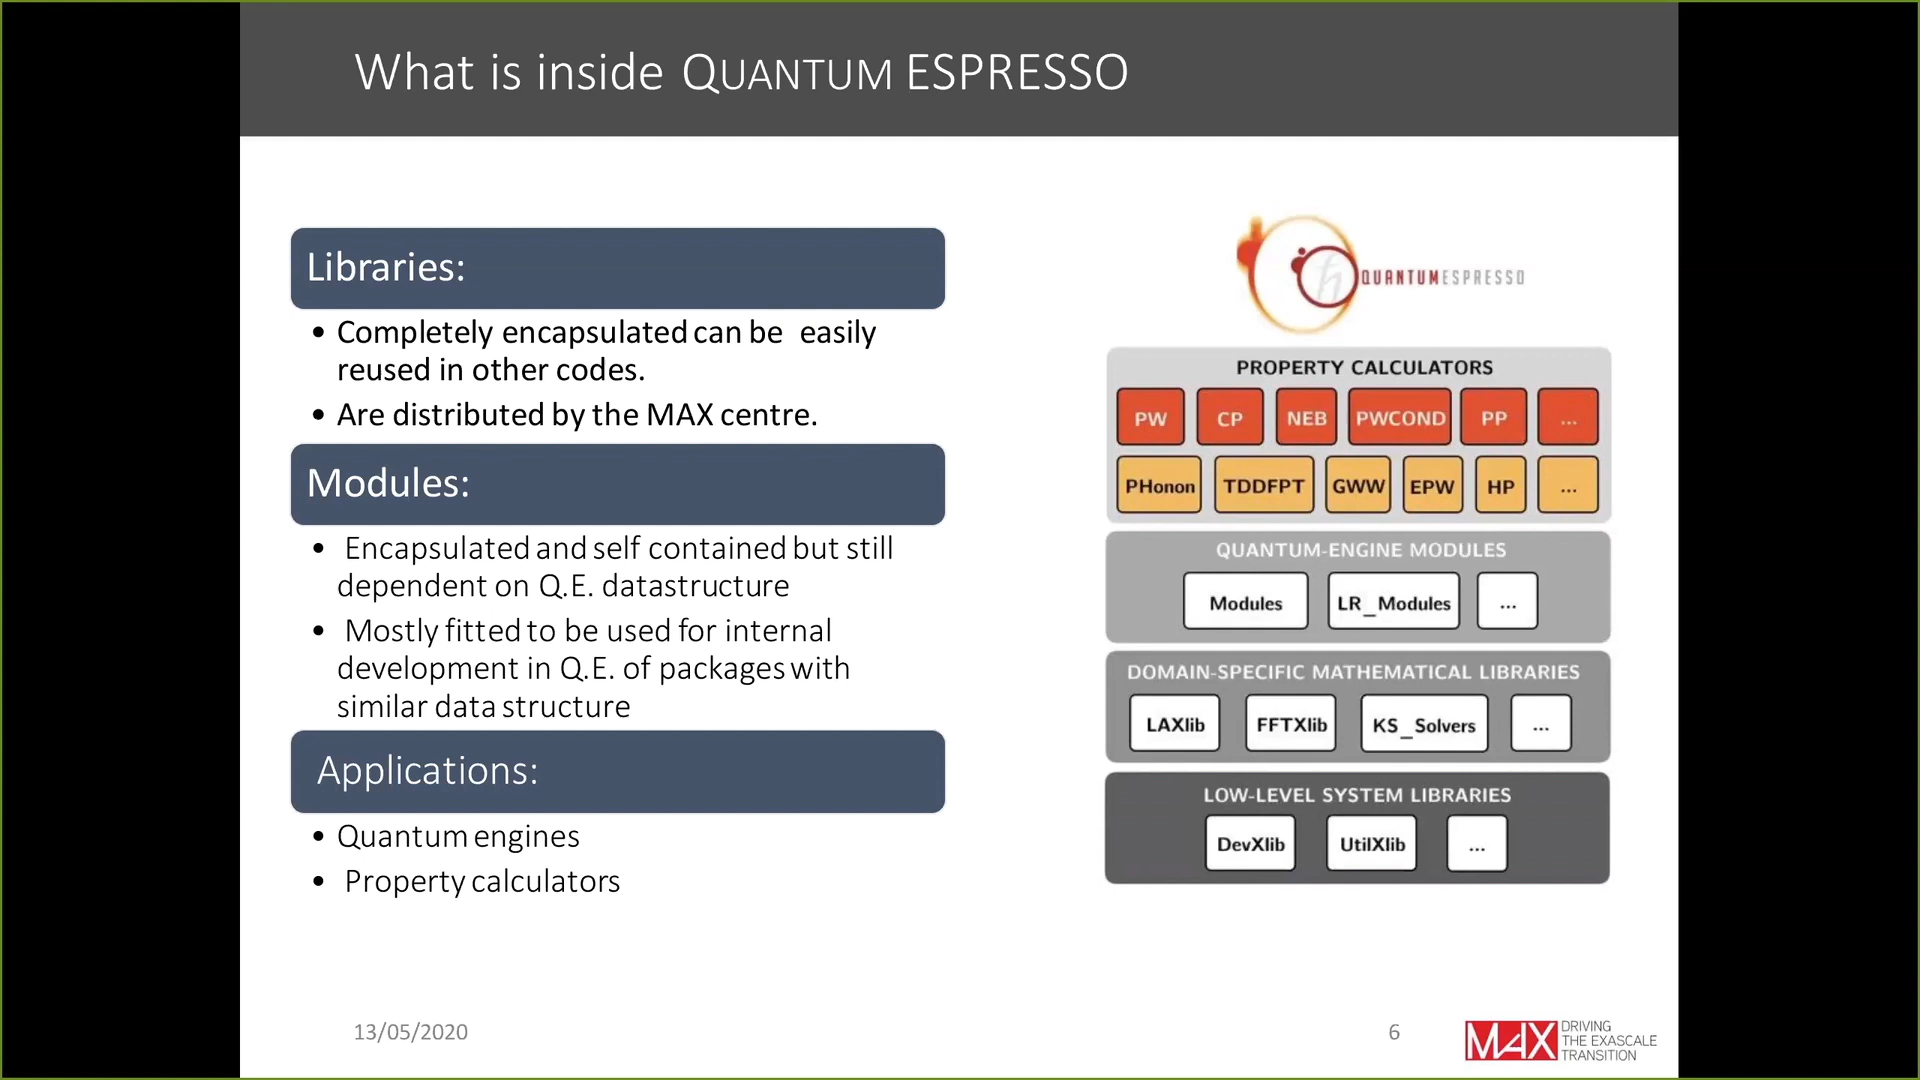 What is inside QUANTUM ESPRESSO
Libraries:
• Completely encapsulated can be easily
reused in other codes.
• Are distributed by the MAX centre.
Modules:
• Encapsulated and self contained but still
dependent on Q.E. datastructure
• Mostly fitted to be used for internal
development in Q.E. of packages with
similar data structure
Applications:
• Quantum engines
• Property calculators
QUANTUMESPRESSO
PROPERTY CALCULATORS
PW CP NEB PWCOND PP ...
PHonon TDDFPT GWW EPW HP ...
QUANTUM-ENGINE MODULES
Modules LR_Modules ...
DOMAIN-SPECIFIC MATHEMATICAL LIBRARIES
LAXlib FFTXlib KS_Solvers ...
LOW-LEVEL SYSTEM LIBRARIES
DevXlib UtilXlib ...
13/05/2020
6
MAX
DRIVING
THE EXASCALE
TRANSITION